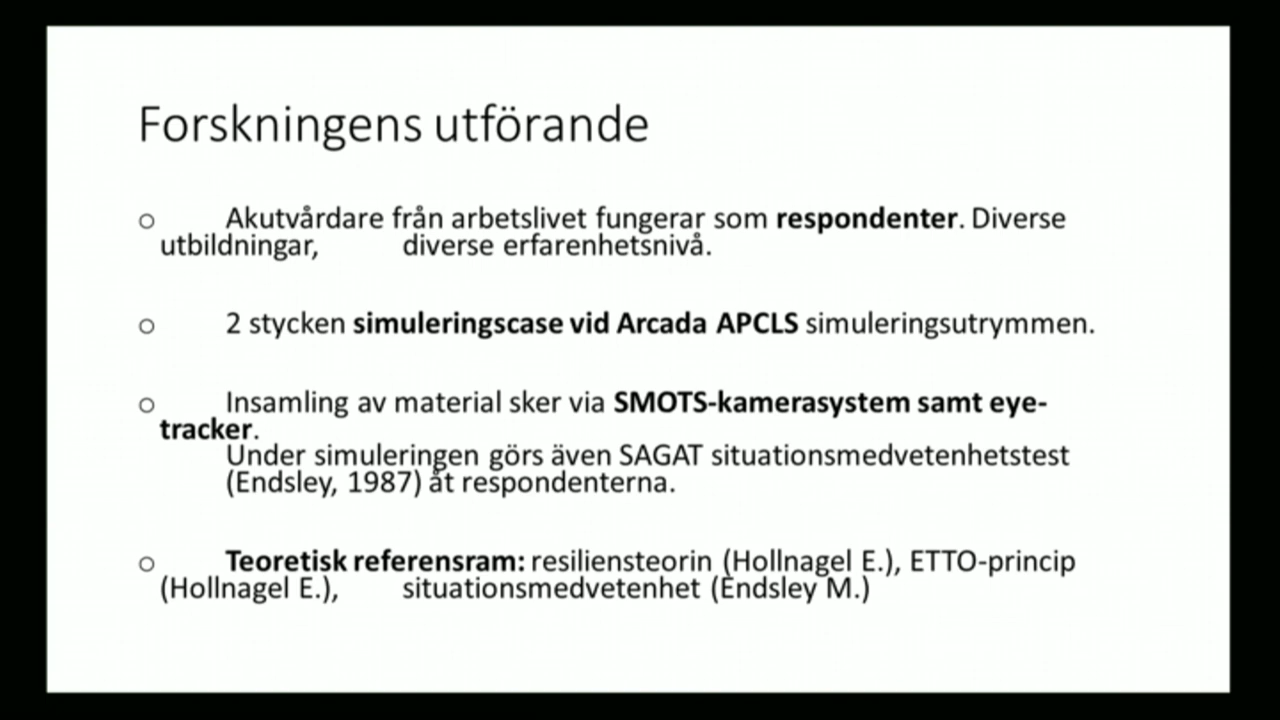 Forskningens utförande
o Akutvårdare från arbetslivet fungerar som respondenter. Diverse
utbildningar, diverse erfarenhetsnivå.
o 2 stycken simuleringscase vid Arcada APCLS simuleringsutrymmen.
o Insamling av material sker via SMOTS-kamerasystem samt eye-
tracker.
Under simuleringen görs även SAGAT situationsmedvetenhetstest
(Endsley, 1987) åt respondenterna.
o Teoretisk referensram: resiliensteorin (Hollnagel E.), ETTO-princip
(Hollnagel E.), situationsmedvetenhet (Endsley M.)